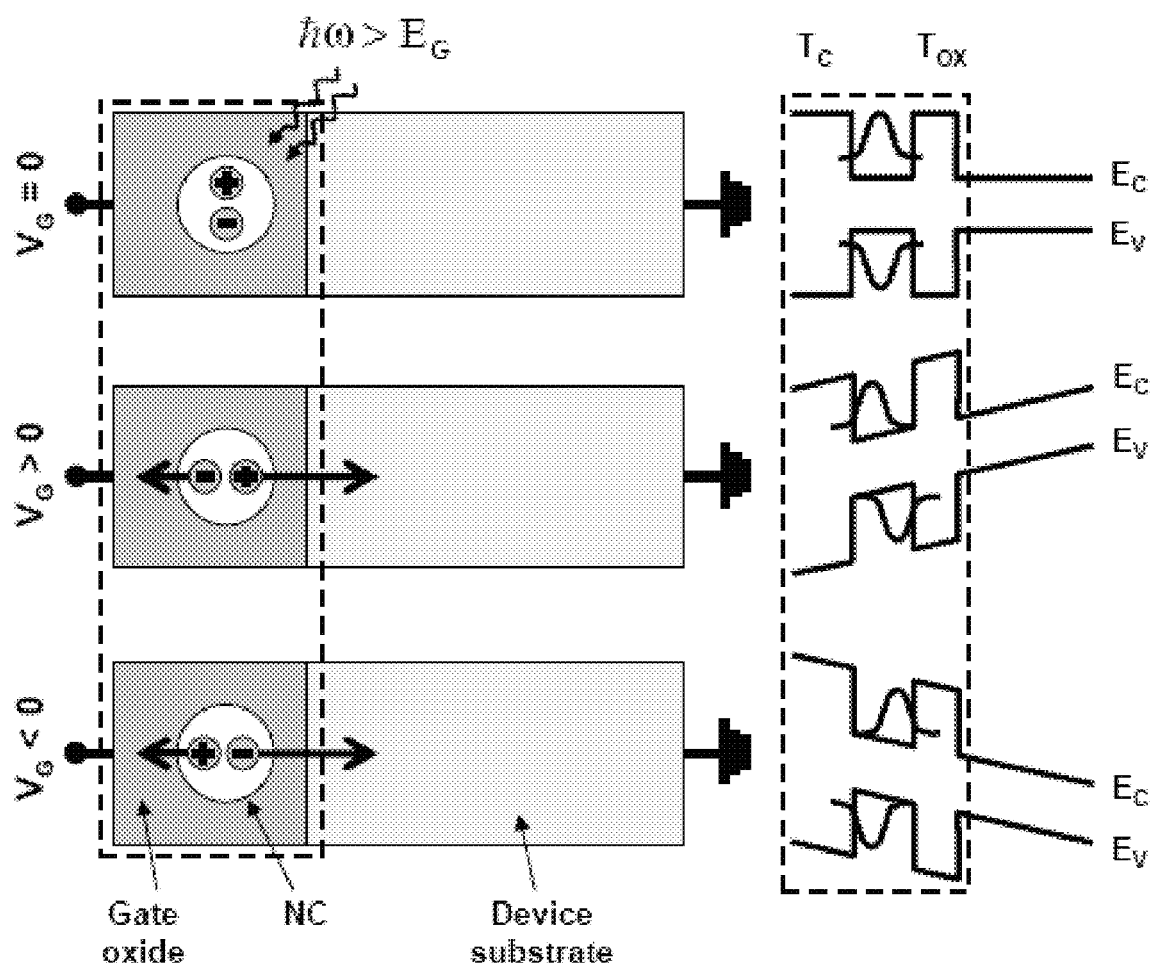 ℏω > E_G
T_C
T_OX
V_G = 0
+
-
E_C
E_V
V_G > 0
- +
E_C
E_V
V_G < 0
+ -
E_C
E_V
Gate
oxide
NC
Device
substrate